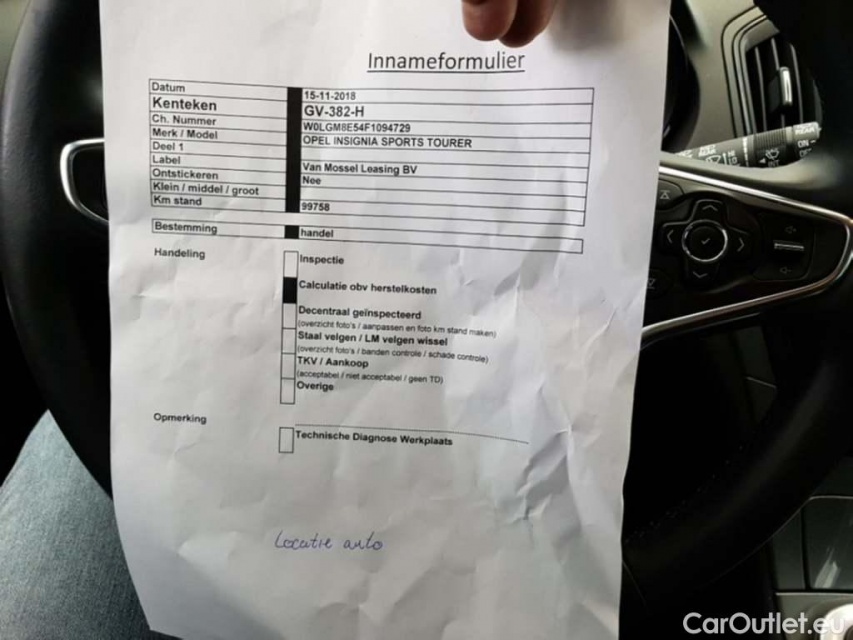 Innameformulier
Datum 15-11-2018
Kenteken GV-382-H
Ch. Nummer W0LGM8E54F1094729
Merk / Model OPEL INSIGNIA SPORTS TOURER
Deel 1
Label Van Mossel Leasing BV
Ontstickeren Nee
Klein / middel / groot
Km stand 99758
Bestemming handel
Handeling
Inspectie
Calculatie obv herstelkosten
Decentraal geïnspecteerd
(overzicht foto's / aanpassen en foto km stand maken)
Staal velgen / LM velgen wissel
(overzicht foto's / banden controle / schade controle)
TKV / Aankoop
(acceptabel / niet acceptabel / geen TD)
Overige
Opmerking
Technische Diagnose Werkplaats
Locatie auto
REAR
ON
OFF
CarOutlet.eu